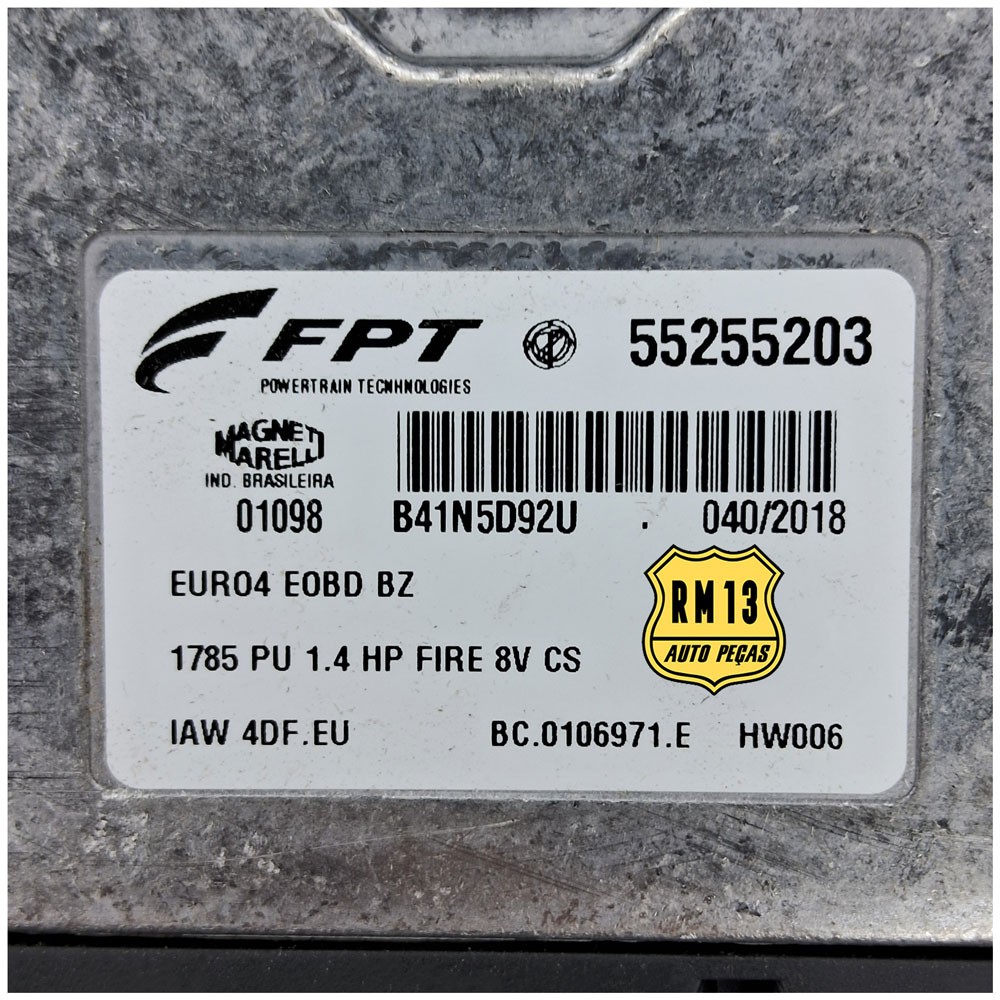 FPT 55255203
POWERTRAIN TECNHNOLOGIES
MAGNETI
MARELLI
IND. BRASILEIRA
01098 B41N5D92U . 040/2018
EURO4 EOBD BZ
RM 13
AUTO PEÇAS
1785 PU 1.4 HP FIRE 8V CS
IAW 4DF.EU BC.0106971.E HW006